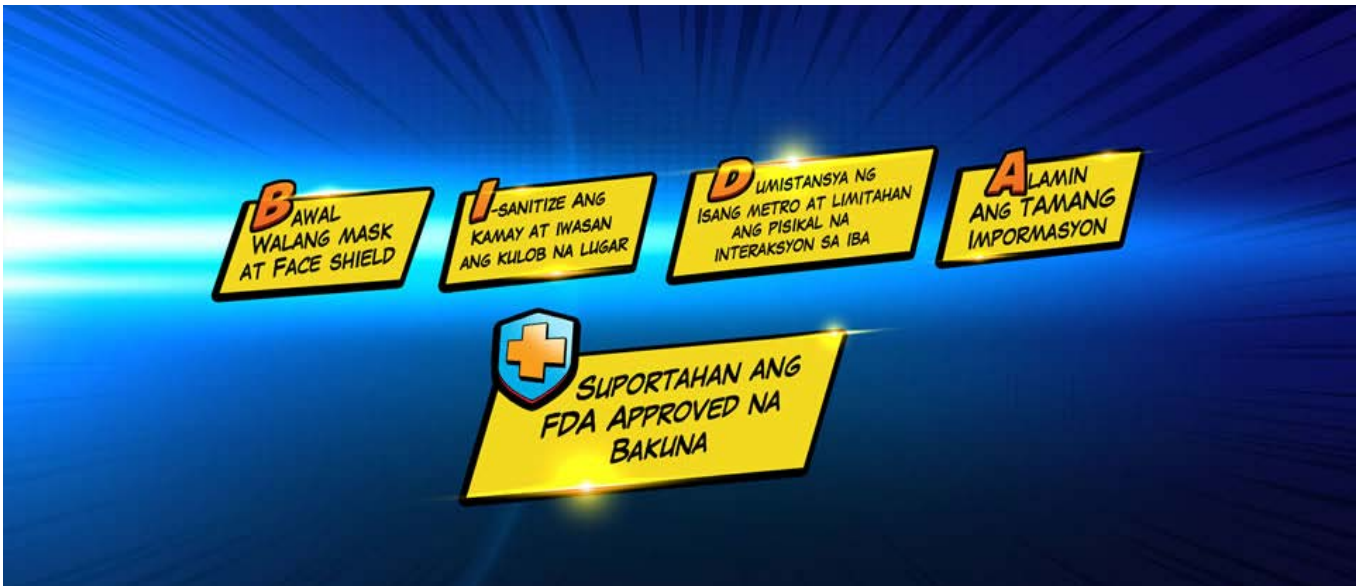 BAWAL
WALANG MASK
AT FACE SHIELD
I-SANITIZE ANG
KAMAY AT IWASAN
ANG KULOB NA LUGAR
DUMISTANSYA NG
ISANG METRO AT LIMITAHAN
ANG PISIKAL NA
INTERAKSYON SA IBA
ALAMIN
ANG TAMANG
IMPORMASYON
SUPORTAHAN ANG
FDA APPROVED NA
BAKUNA